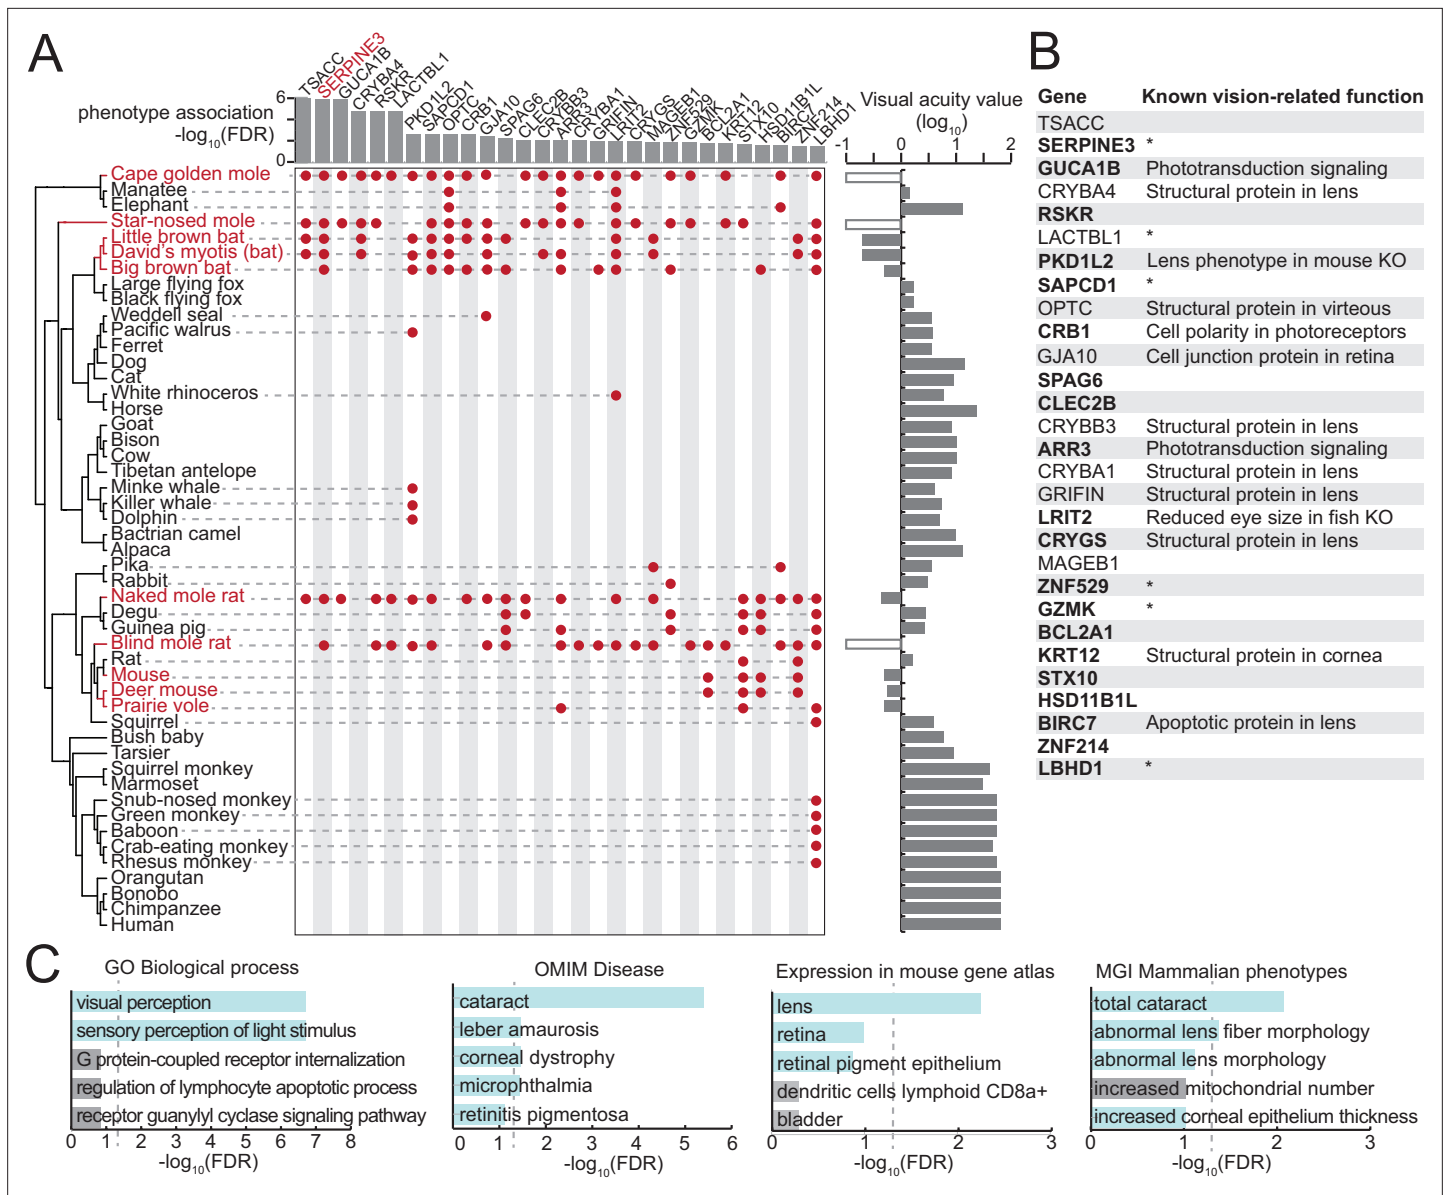 A
phenotype association
-log10(FDR)
6
0
TSACC
SERPINE3
GUCA1B
CRYBA4
RSKR
LACTBL1
PKD1L2
SAPCD1
OPTC
CRB1
GJA10
SPAG6
CLEC2B
CRYBB3
ARR3
CRYBA1
GRIFIN
LRIT2
CRYGS
MAGEB1
ZNF529
GZMK
BCL2A1
KRT12
STX10
HSD11B1L
BIRC7
ZNF214
LBHD1
Visual acuity value
(log10)
-1 0 1 2
Cape golden mole
Manatee
Elephant
Star-nosed mole
Little brown bat
David's myotis (bat)
Big brown bat
Large flying fox
Black flying fox
Weddell seal
Pacific walrus
Ferret
Dog
Cat
White rhinoceros
Horse
Goat
Bison
Cow
Tibetan antelope
Minke whale
Killer whale
Dolphin
Bactrian camel
Alpaca
Pika
Rabbit
Naked mole rat
Degu
Guinea pig
Blind mole rat
Rat
Mouse
Deer mouse
Prairie vole
Squirrel
Bush baby
Tarsier
Squirrel monkey
Marmoset
Snub-nosed monkey
Green monkey
Baboon
Crab-eating monkey
Rhesus monkey
Orangutan
Bonobo
Chimpanzee
Human
B
Gene Known vision-related function
TSACC
SERPINE3 *
GUCA1B Phototransduction signaling
CRYBA4 Structural protein in lens
RSKR
LACTBL1 *
PKD1L2 Lens phenotype in mouse KO
SAPCD1 *
OPTC Structural protein in virteous
CRB1 Cell polarity in photoreceptors
GJA10 Cell junction protein in retina
SPAG6
CLEC2B
CRYBB3 Structural protein in lens
ARR3 Phototransduction signaling
CRYBA1 Structural protein in lens
GRIFIN Structural protein in lens
LRIT2 Reduced eye size in fish KO
CRYGS Structural protein in lens
MAGEB1
ZNF529 *
GZMK *
BCL2A1
KRT12 Structural protein in cornea
STX10
HSD11B1L
BIRC7 Apoptotic protein in lens
ZNF214
LBHD1 *
C
GO Biological process
visual perception
sensory perception of light stimulus
G protein-coupled receptor internalization
regulation of lymphocyte apoptotic process
receptor guanylyl cyclase signaling pathway
0 1 2 3 4 5 6 7 8
-log10(FDR)
OMIM Disease
cataract
leber amaurosis
corneal dystrophy
microphthalmia
retinitis pigmentosa
0 1 2 3 4 5 6
-log10(FDR)
Expression in mouse gene atlas
lens
retina
retinal pigment epithelium
dendritic cells lymphoid CD8a+
bladder
0 1 2 3
-log10(FDR)
MGI Mammalian phenotypes
total cataract
abnormal lens fiber morphology
abnormal lens morphology
increased mitochondrial number
increased corneal epithelium thickness
0 1 2 3
-log10(FDR)